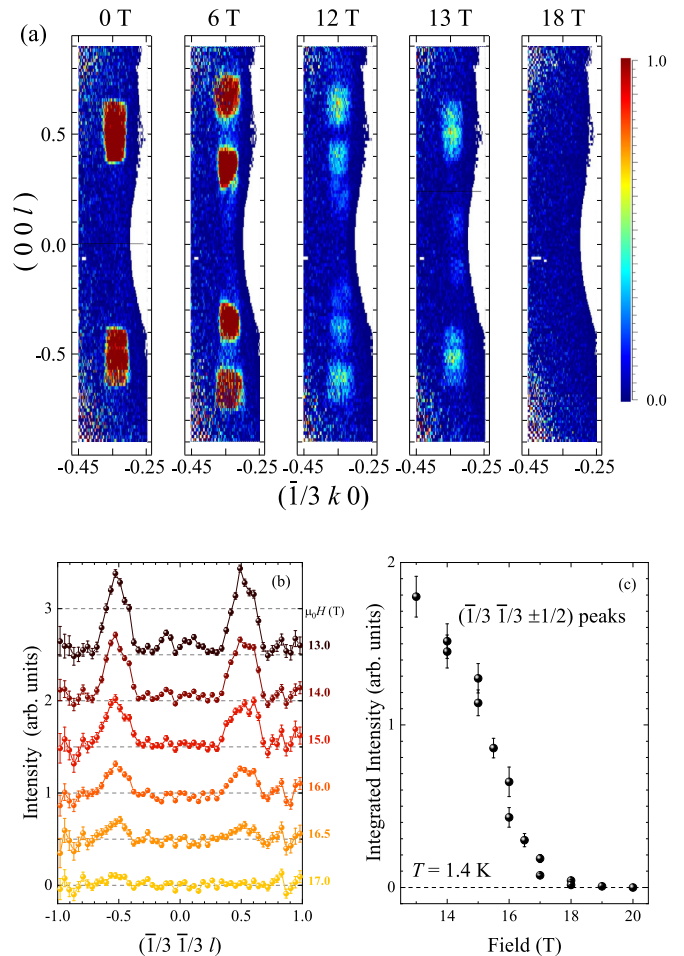 0 T 6 T 12 T 13 T 18 T
(a)
1.0
0.5
0.0
-0.5
0.0
( 0 0 l )
-0.45 -0.25 -0.45 -0.25 -0.45 -0.25 -0.45 -0.25 -0.45 -0.25
(1̅/3 k 0)
(b)
μ₀H (T)
3
2
1
0
13.0
14.0
15.0
16.0
16.5
17.0
Intensity (arb. units)
-1.0 -0.5 0.0 0.5 1.0
(1̅/3 1̅/3 l)
(c)
2
1
0
(1̅/3 1̅/3 ±1/2) peaks
T = 1.4 K
Integrated Intensity (arb. units)
14 16 18 20
Field (T)